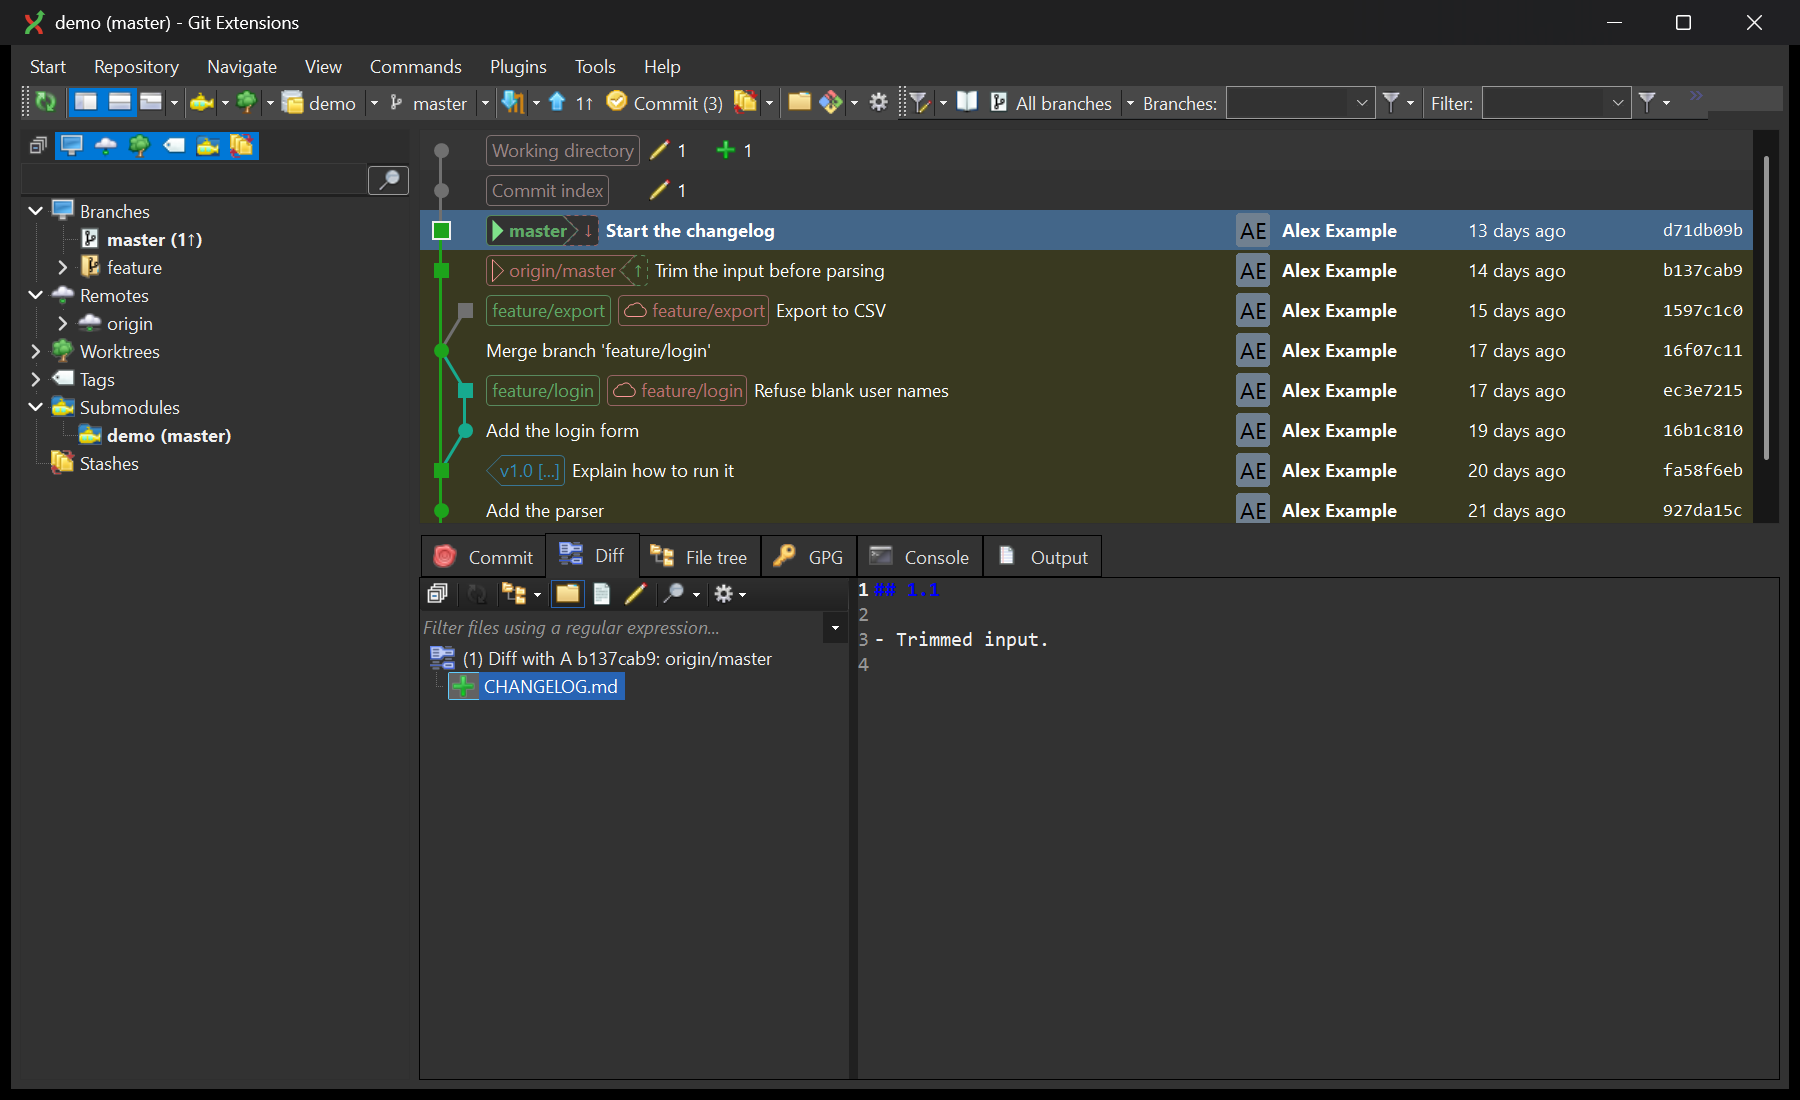 demo (master) - Git Extensions
Start Repository Navigate View Commands Plugins Tools Help
demo master 1↑ Commit (3) All branches Branches: Filter: »
Working directory 1 1
Commit index 1
master ↓ Start the changelog AE Alex Example 13 days ago d71db09b
origin/master ↑ Trim the input before parsing AE Alex Example 14 days ago b137cab9
feature/export feature/export Export to CSV AE Alex Example 15 days ago 1597c1c0
Merge branch 'feature/login' AE Alex Example 17 days ago 16f07c11
feature/login feature/login Refuse blank user names AE Alex Example 17 days ago ec3e7215
Add the login form AE Alex Example 19 days ago 16b1c810
v1.0 [...] Explain how to run it AE Alex Example 20 days ago fa58f6eb
Add the parser AE Alex Example 21 days ago 927da15c
Branches
master (1↑)
feature
Remotes
origin
Worktrees
Tags
Submodules
demo (master)
Stashes
Commit Diff File tree GPG Console Output
Filter files using a regular expression...
(1) Diff with A b137cab9: origin/master
CHANGELOG.md
1 ## 1.1
2
3 - Trimmed input.
4